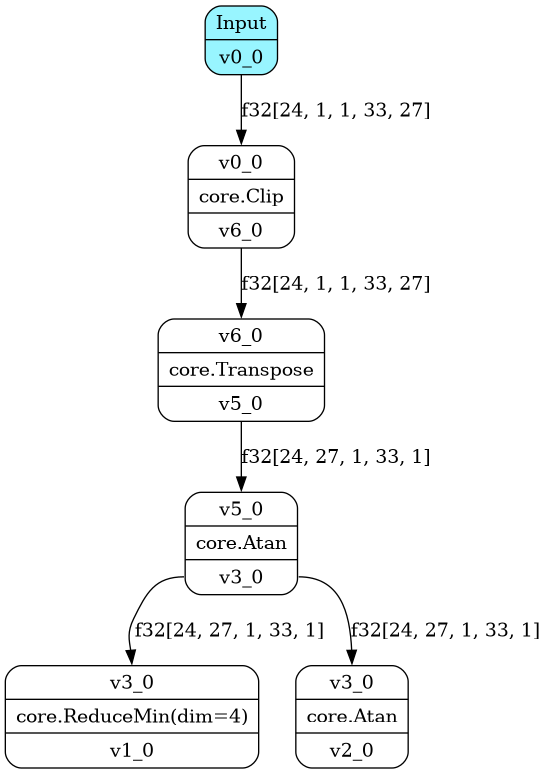 Input
v0_0
f32[24, 1, 1, 33, 27]
v0_0
core.Clip
v6_0
f32[24, 1, 1, 33, 27]
v6_0
core.Transpose
v5_0
f32[24, 27, 1, 33, 1]
v5_0
core.Atan
v3_0
f32[24, 27, 1, 33, 1]
f32[24, 27, 1, 33, 1]
v3_0
core.ReduceMin(dim=4)
v1_0
v3_0
core.Atan
v2_0